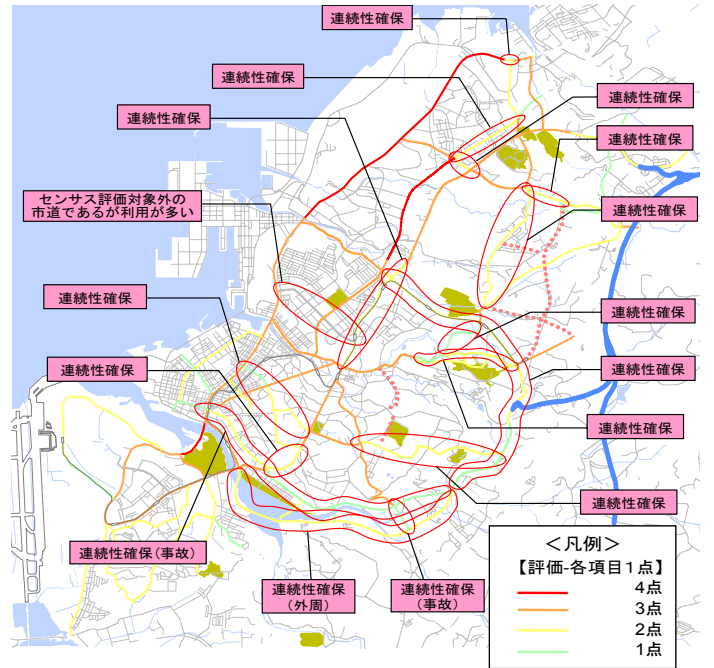 連続性確保
連続性確保
連続性確保
連続性確保
連続性確保
センサス評価対象外の
市道であるが利用が多い
連続性確保
連続性確保
連続性確保
連続性確保
連続性確保
連続性確保
連続性確保
連続性確保(事故)
連続性確保
(外周)
連続性確保
(事故)
<凡例>
【評価-各項目1点】
4点
3点
2点
1点